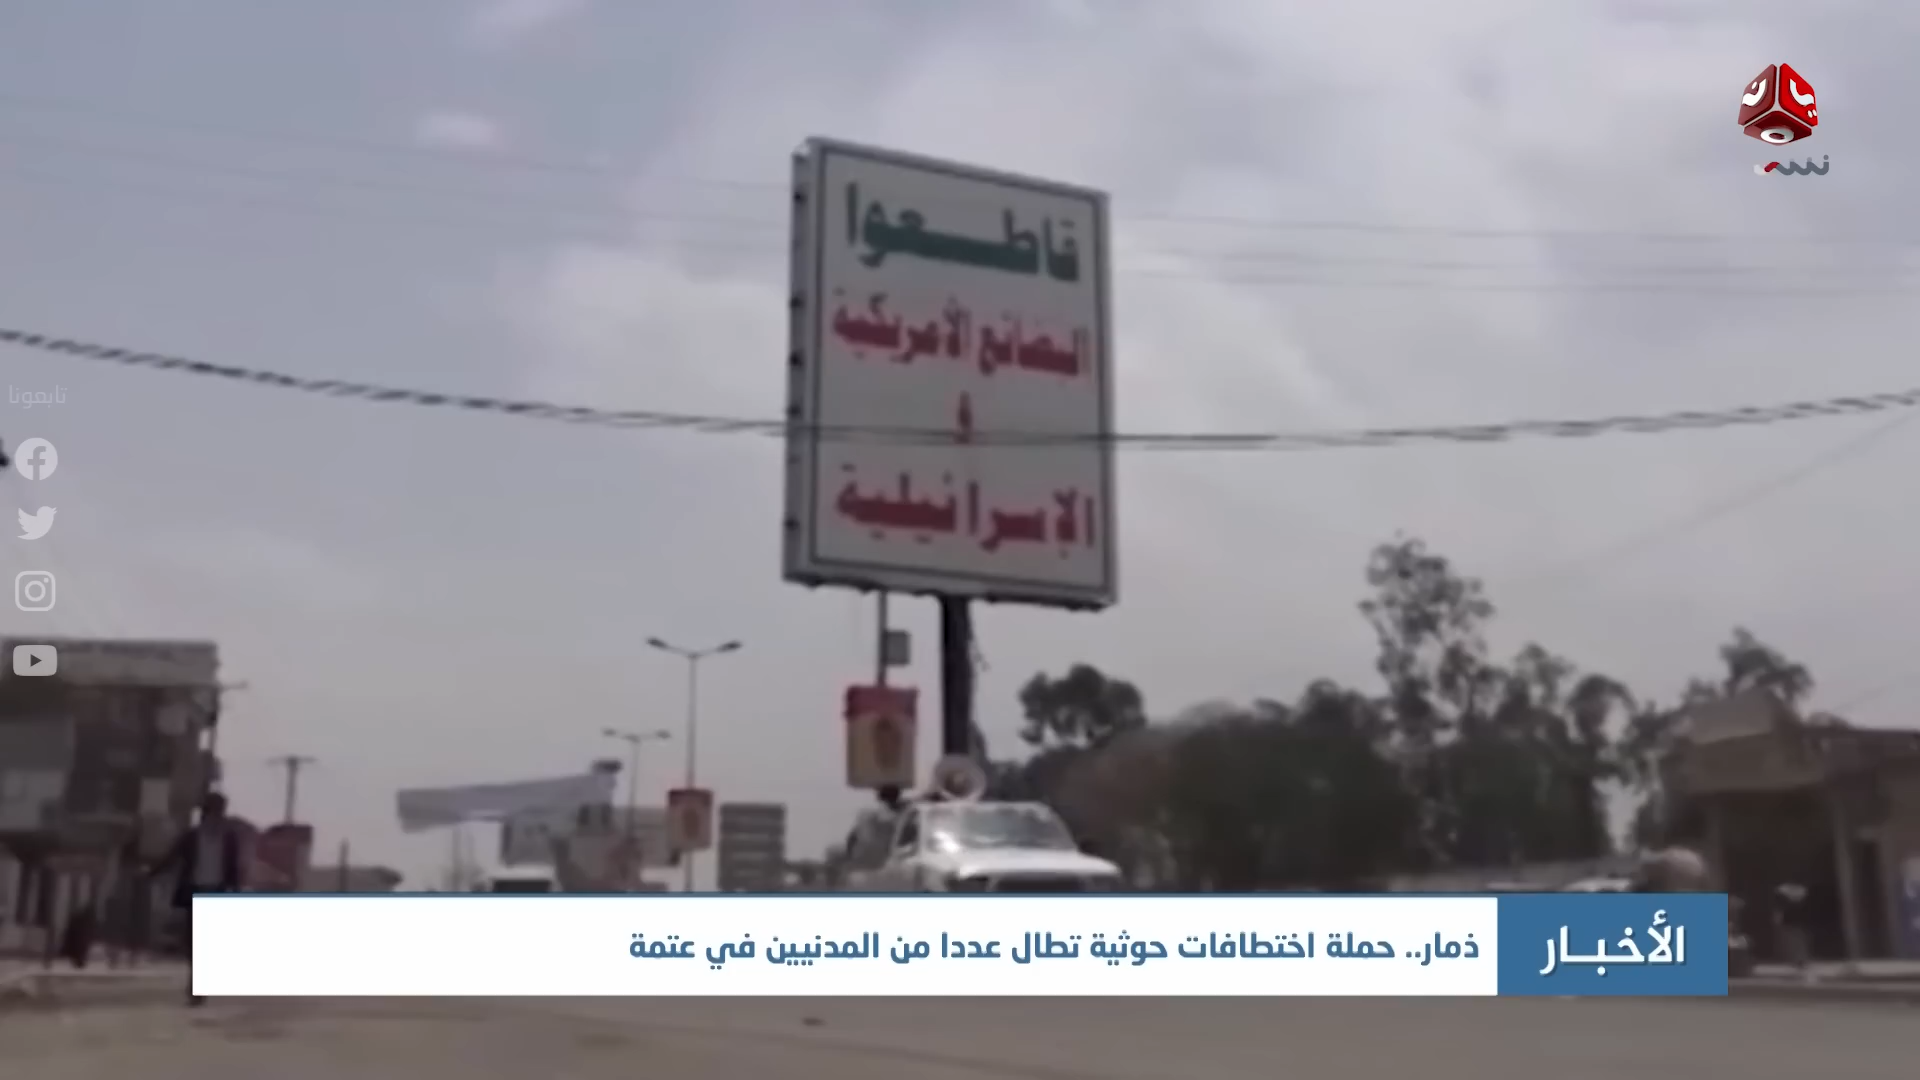 قاطعوا
البضائع الأمريكية
و
الإسرائيلية
تابعونا
الأخبار
ذمار.. حملة اختطافات حوثية تطال عددا من المدنيين في عتمة